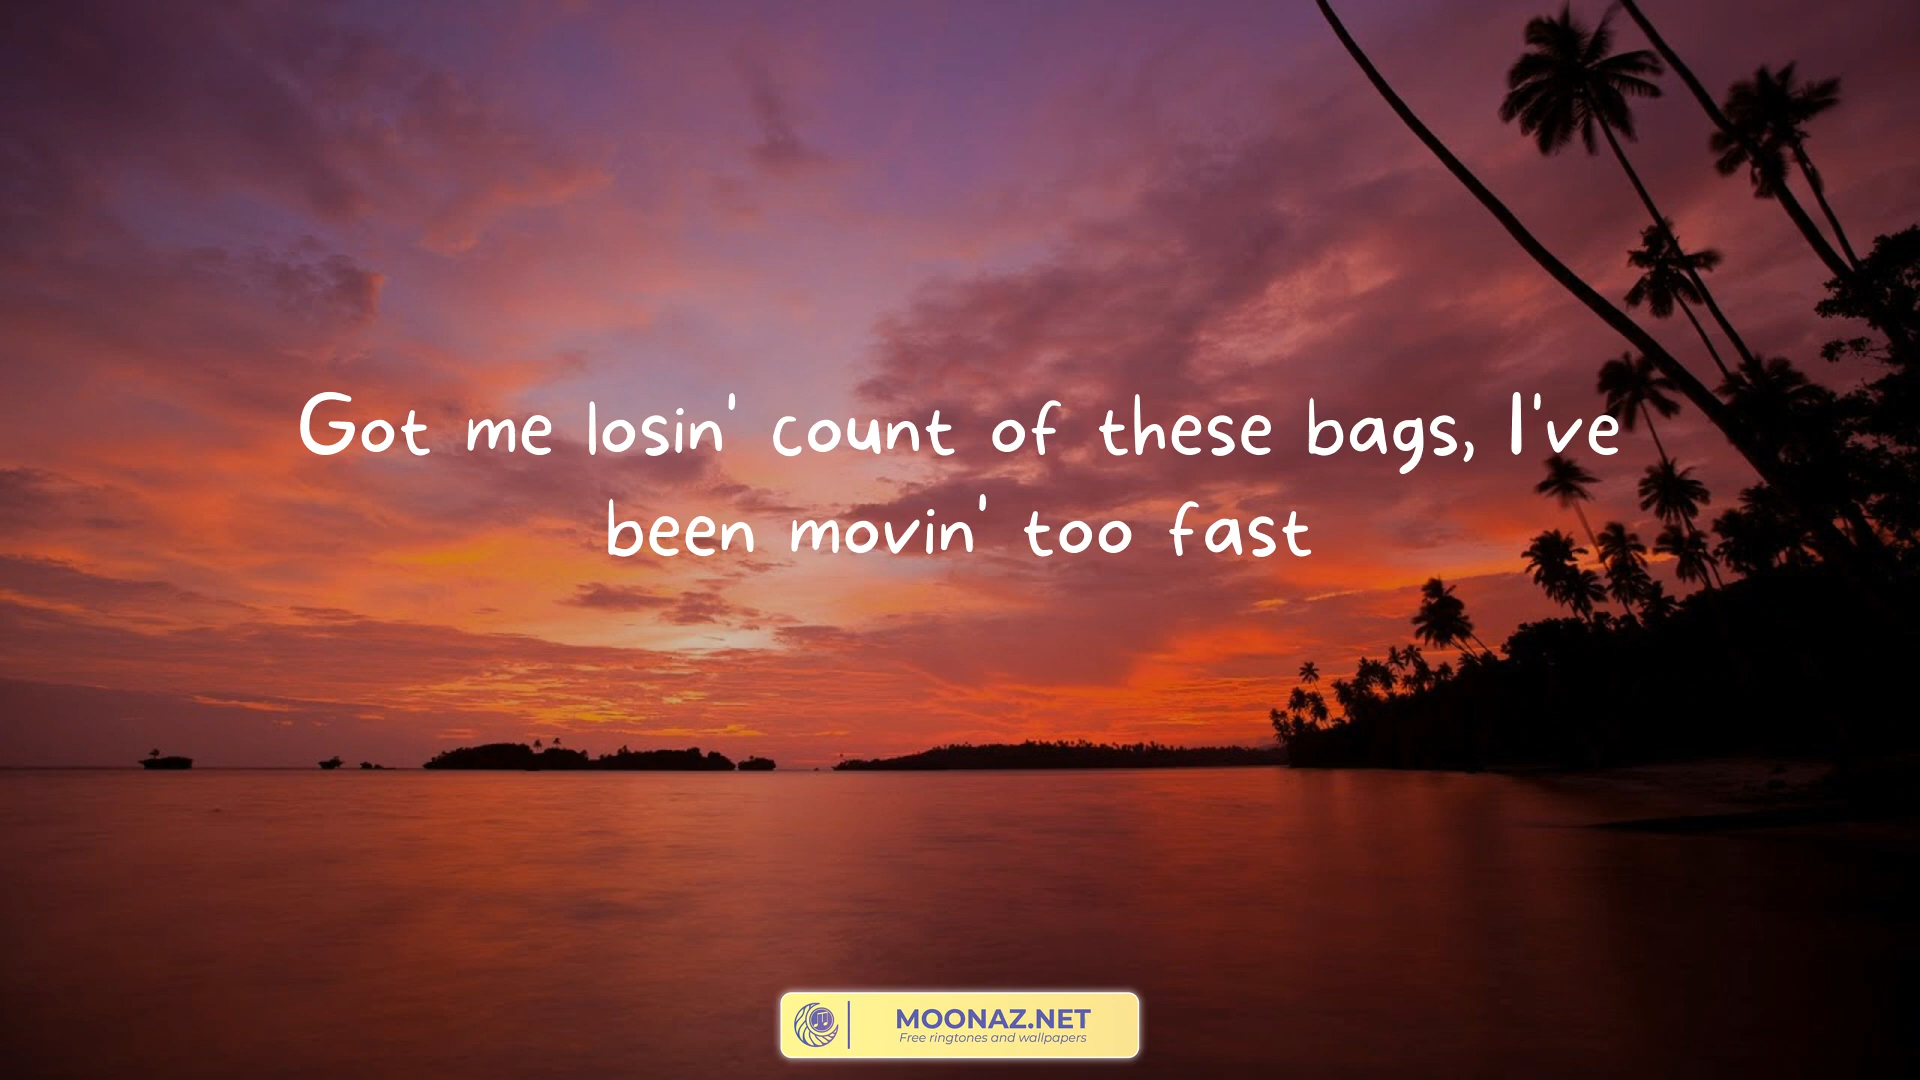 Got me losin' count of these bags, I've
been movin' too fast
MOONAZ.NET
Free ringtones and wallpapers